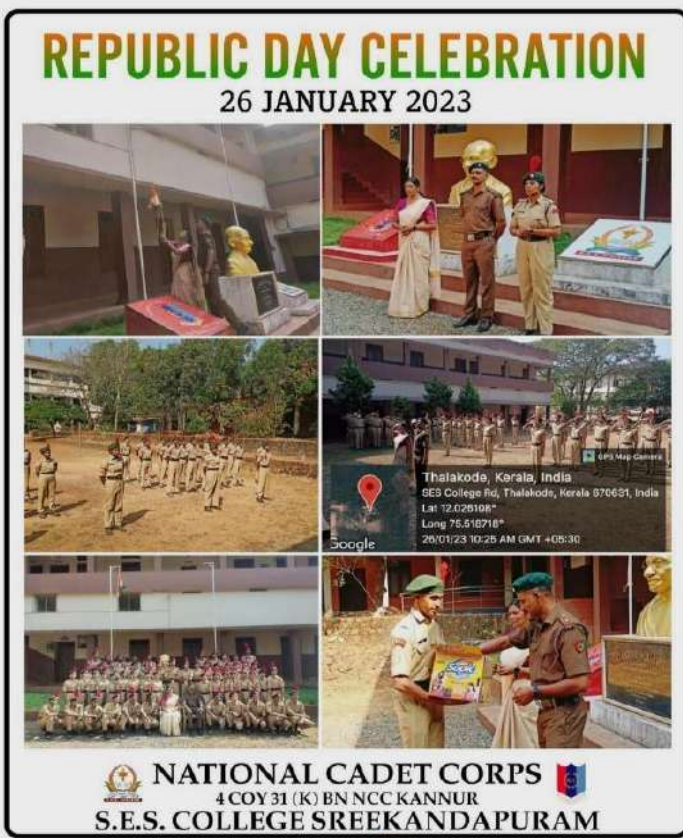 REPUBLIC DAY CELEBRATION
26 JANUARY 2023
GPS Map Camera
Thalakode, Kerala, India
SES College Rd, Thalakode, Kerala 670631, India
Lat 12.026108°
Long 75.518718°
26/01/23 10:25 AM GMT +05:30
Google
NATIONAL CADET CORPS
4 COY 31 (K) BN NCC KANNUR
S.E.S. COLLEGE SREEKANDAPURAM